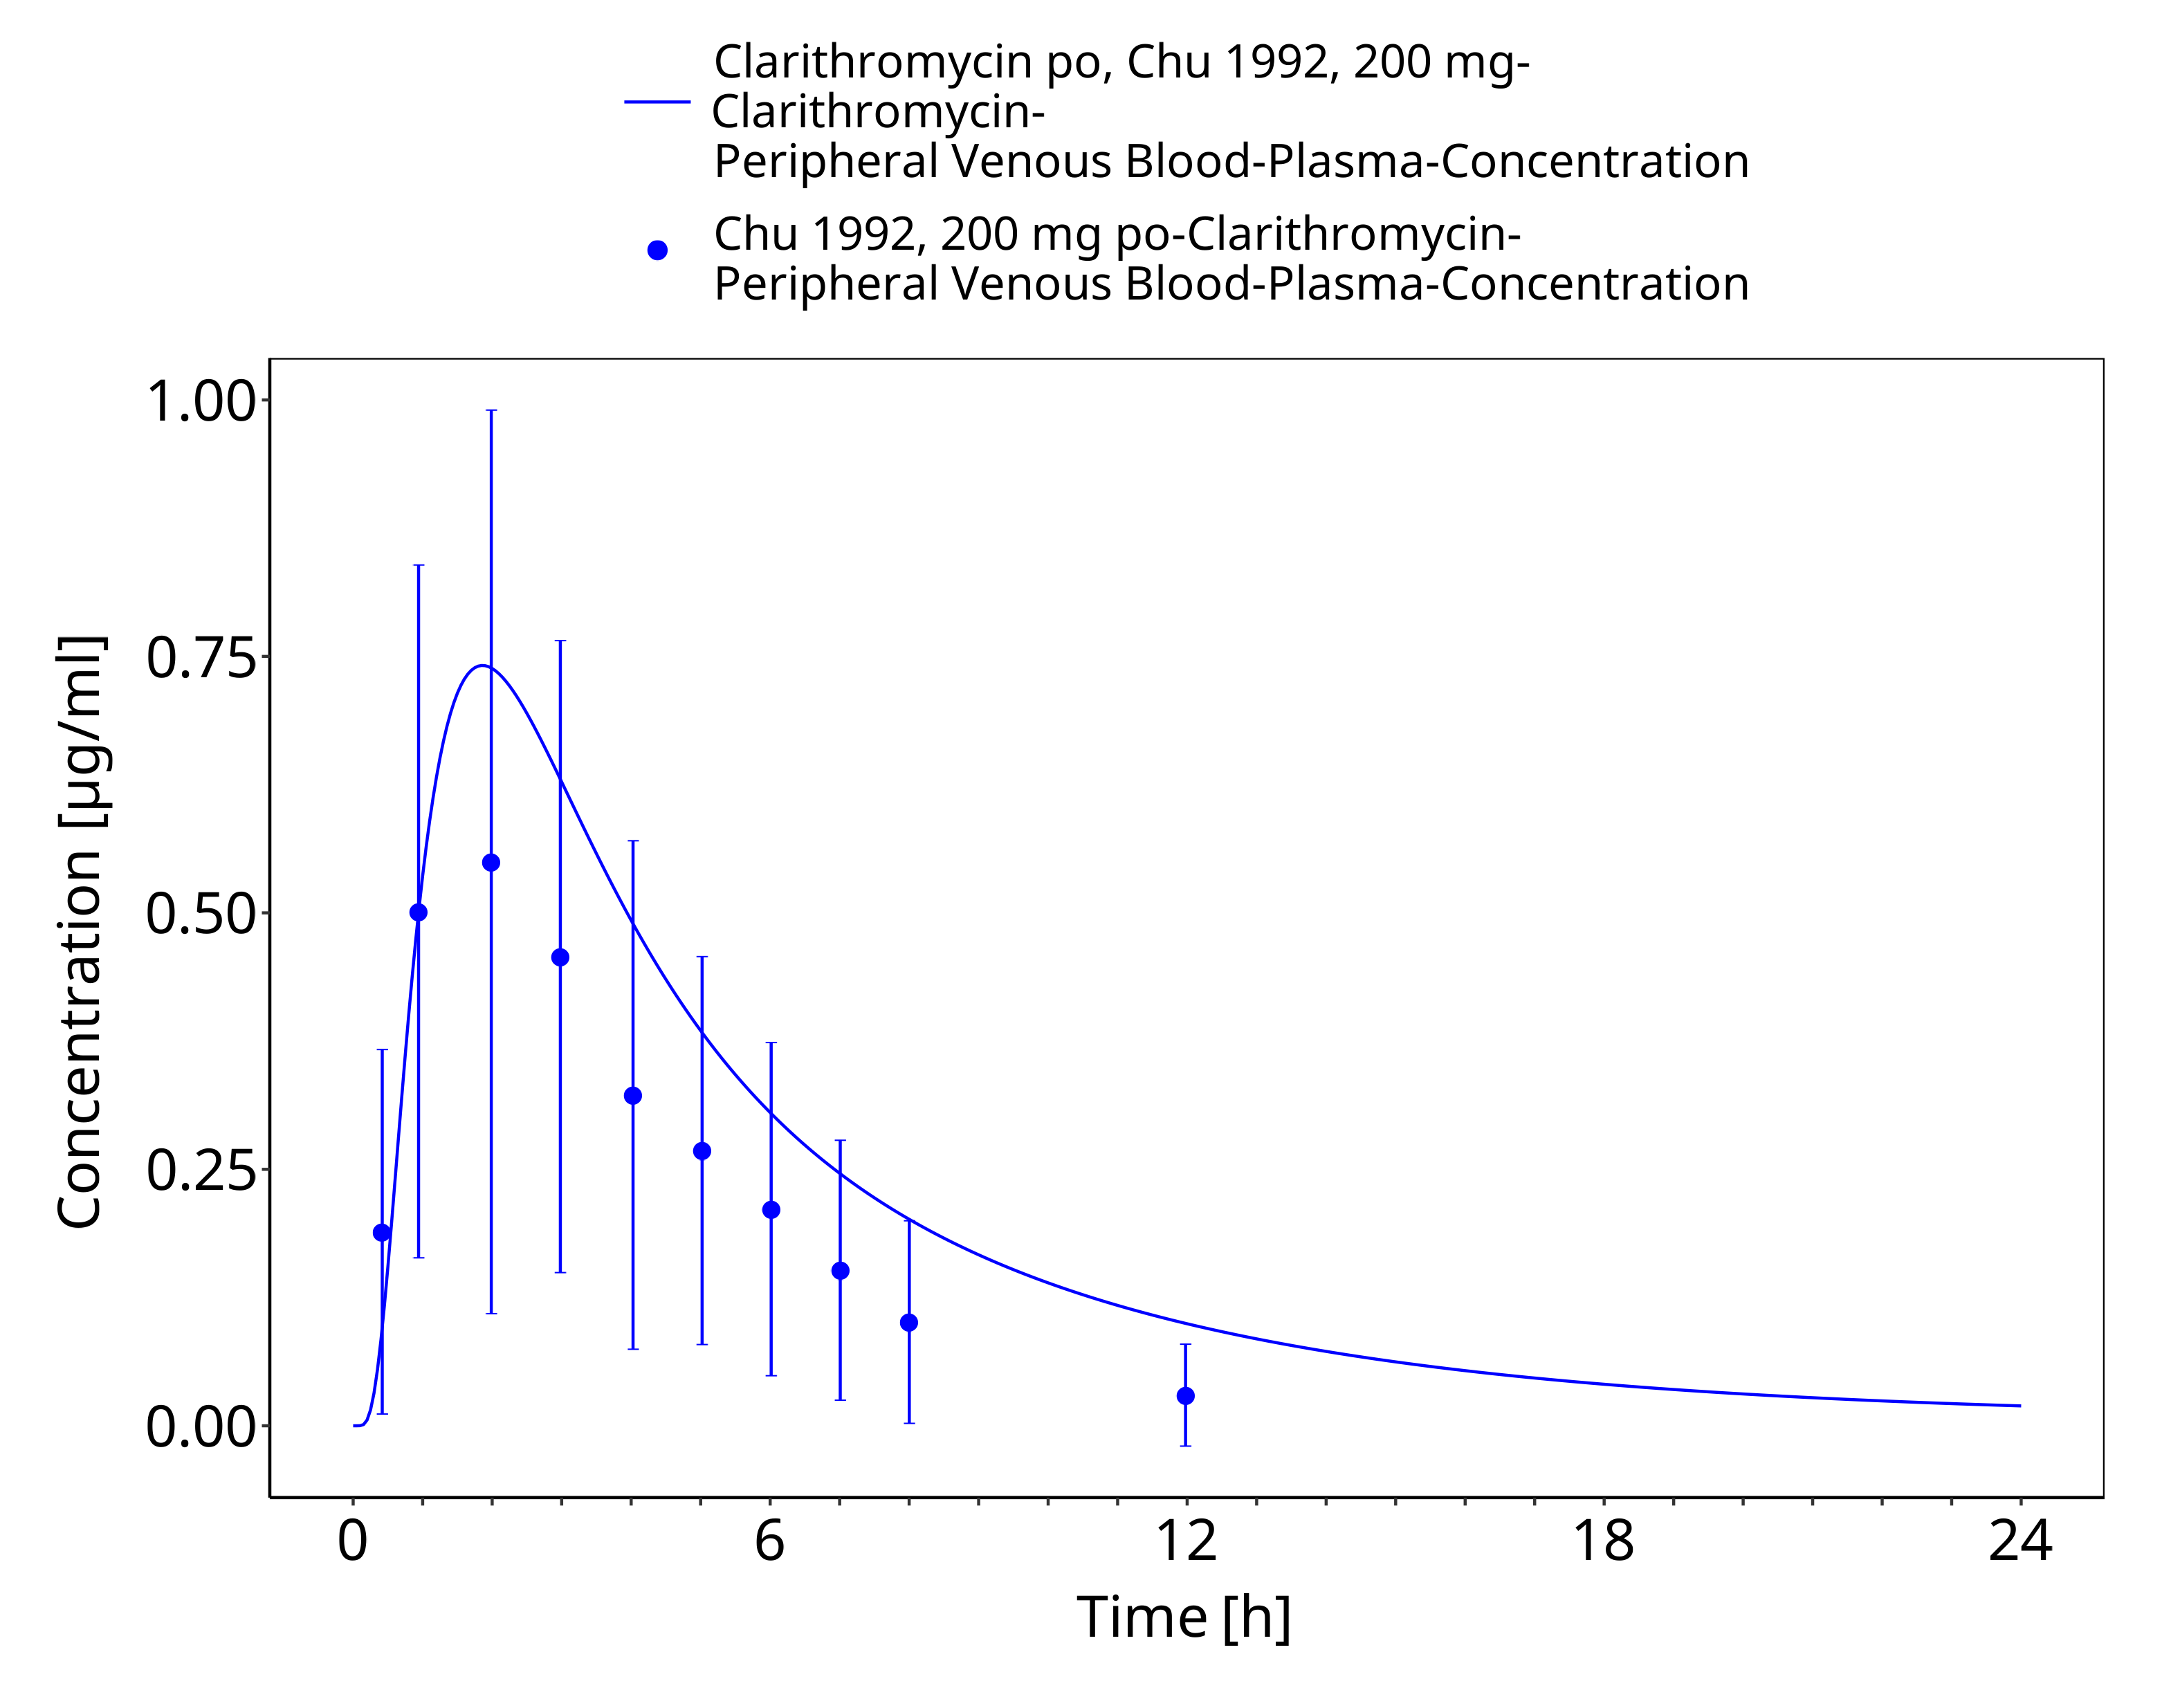 Clarithromycin po, Chu 1992, 200 mg-
Clarithromycin-
Peripheral Venous Blood-Plasma-Concentration
Chu 1992, 200 mg po-Clarithromycin-
Peripheral Venous Blood-Plasma-Concentration
1.00
0.75
0.50
0.25
0.00
Concentration [µg/ml]
0 6 12 18 24
Time [h]